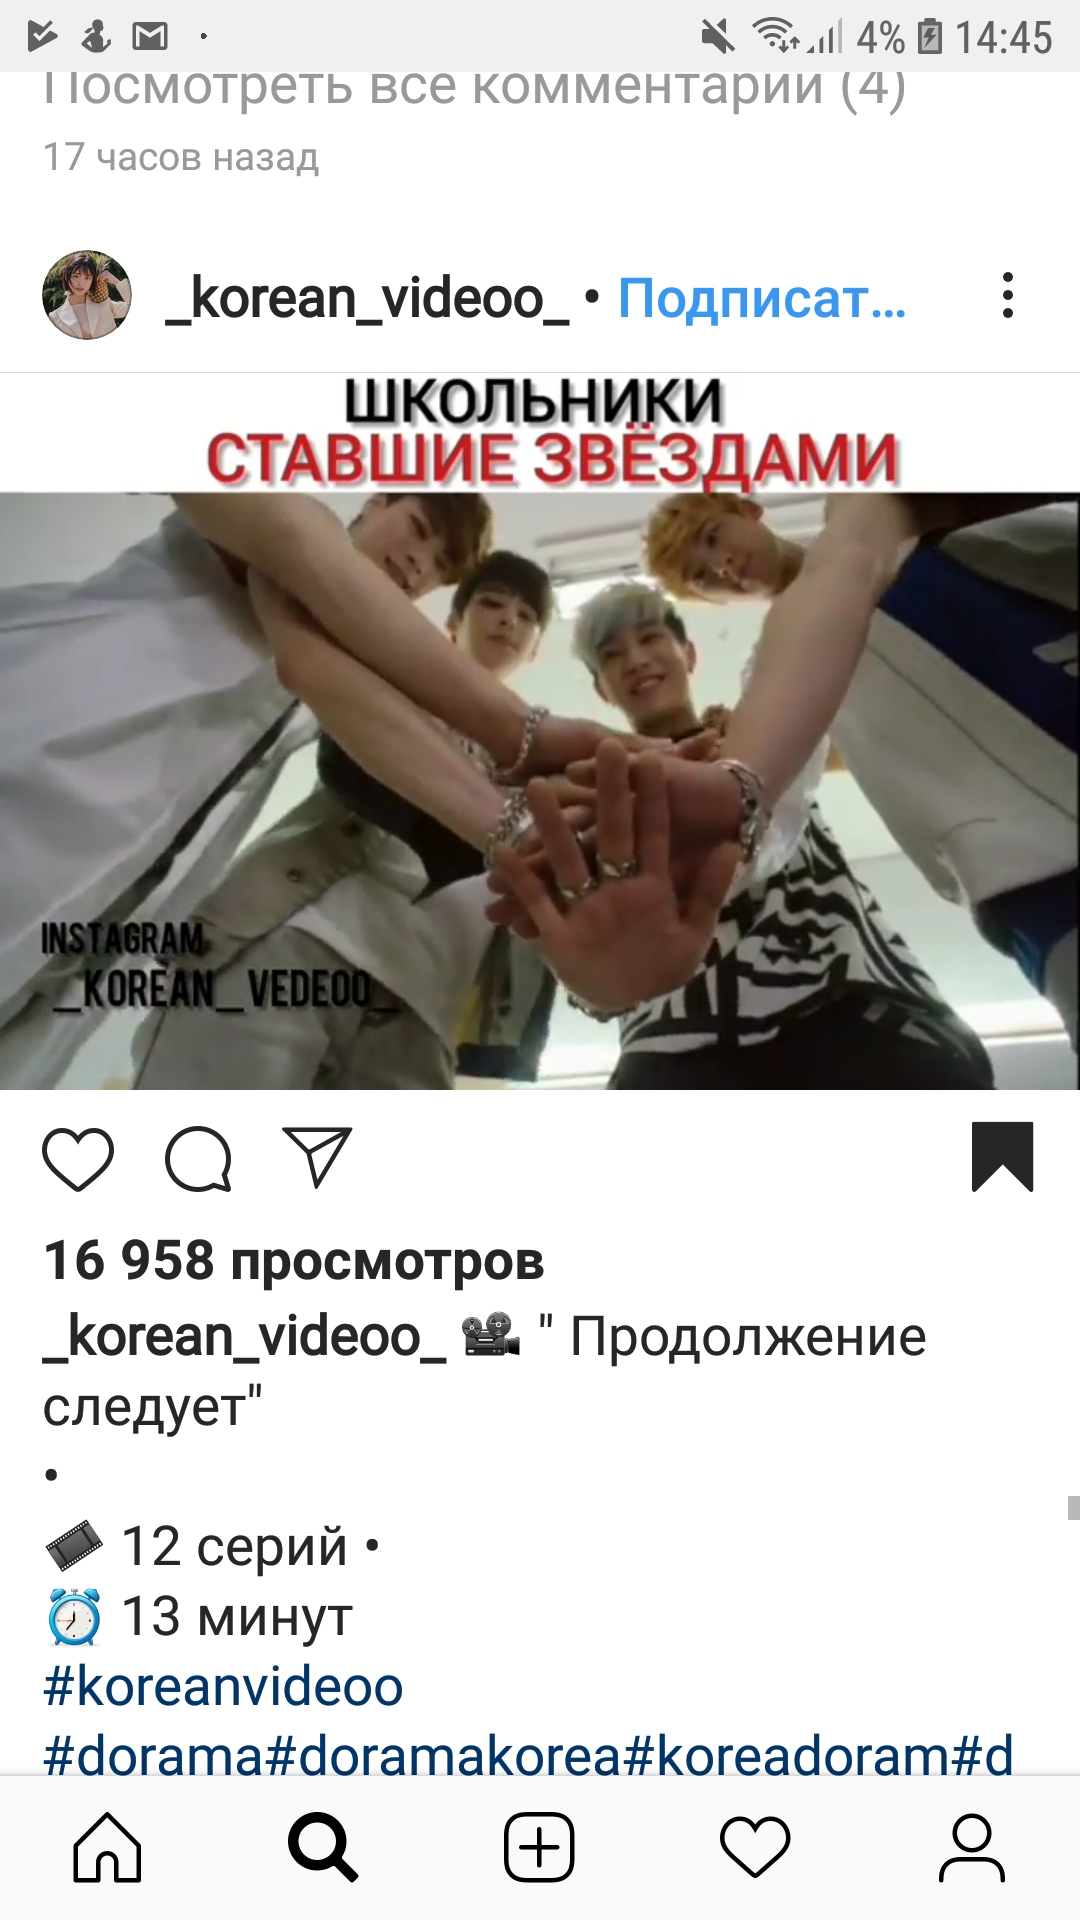 4% 14:45
Посмотреть все комментарии (4)
17 часов назад
_korean_videoo_ • Подписат...
ШКОЛЬНИКИ
СТАВШИЕ ЗВЁЗДАМИ
INSTAGRAM
_KOREAN_VEDEOO_
16 958 просмотров
_korean_videoo_ 🎥 " Продолжение
следует"
•
🎞 12 серий •
⏰ 13 минут
#koreanvideoo
#dorama#doramakorea#koreadoram#d